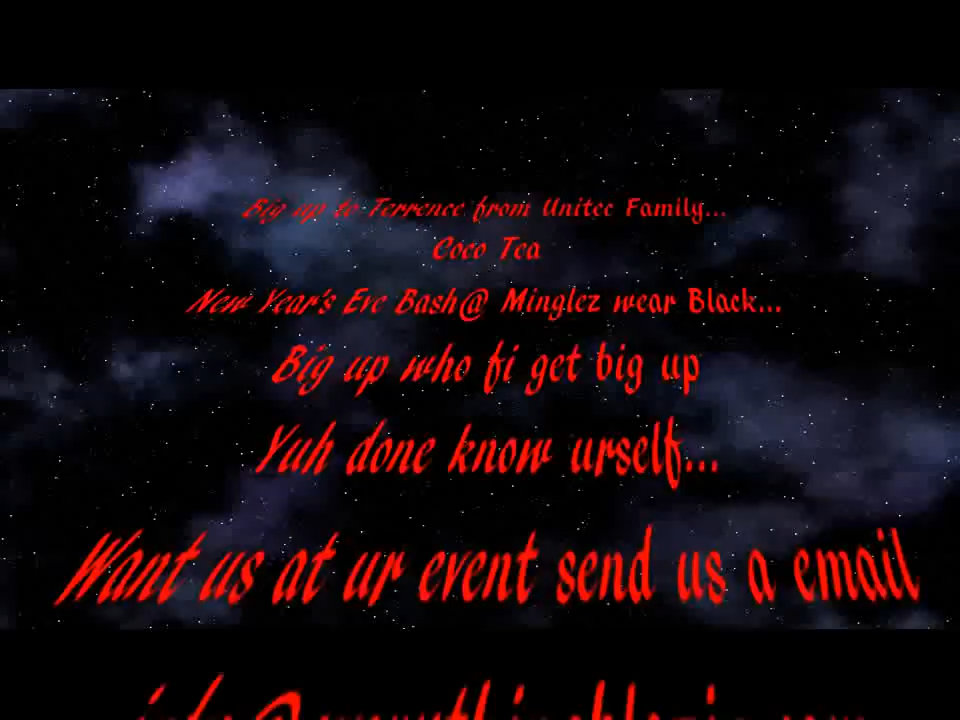 Big up to Terrence from Unitec Family...
Coco Tea
New Year's Eve Bash@ Minglez wear Black...
Big up who fi get big up
Yuh done know urself...
Want us at ur event send us a email